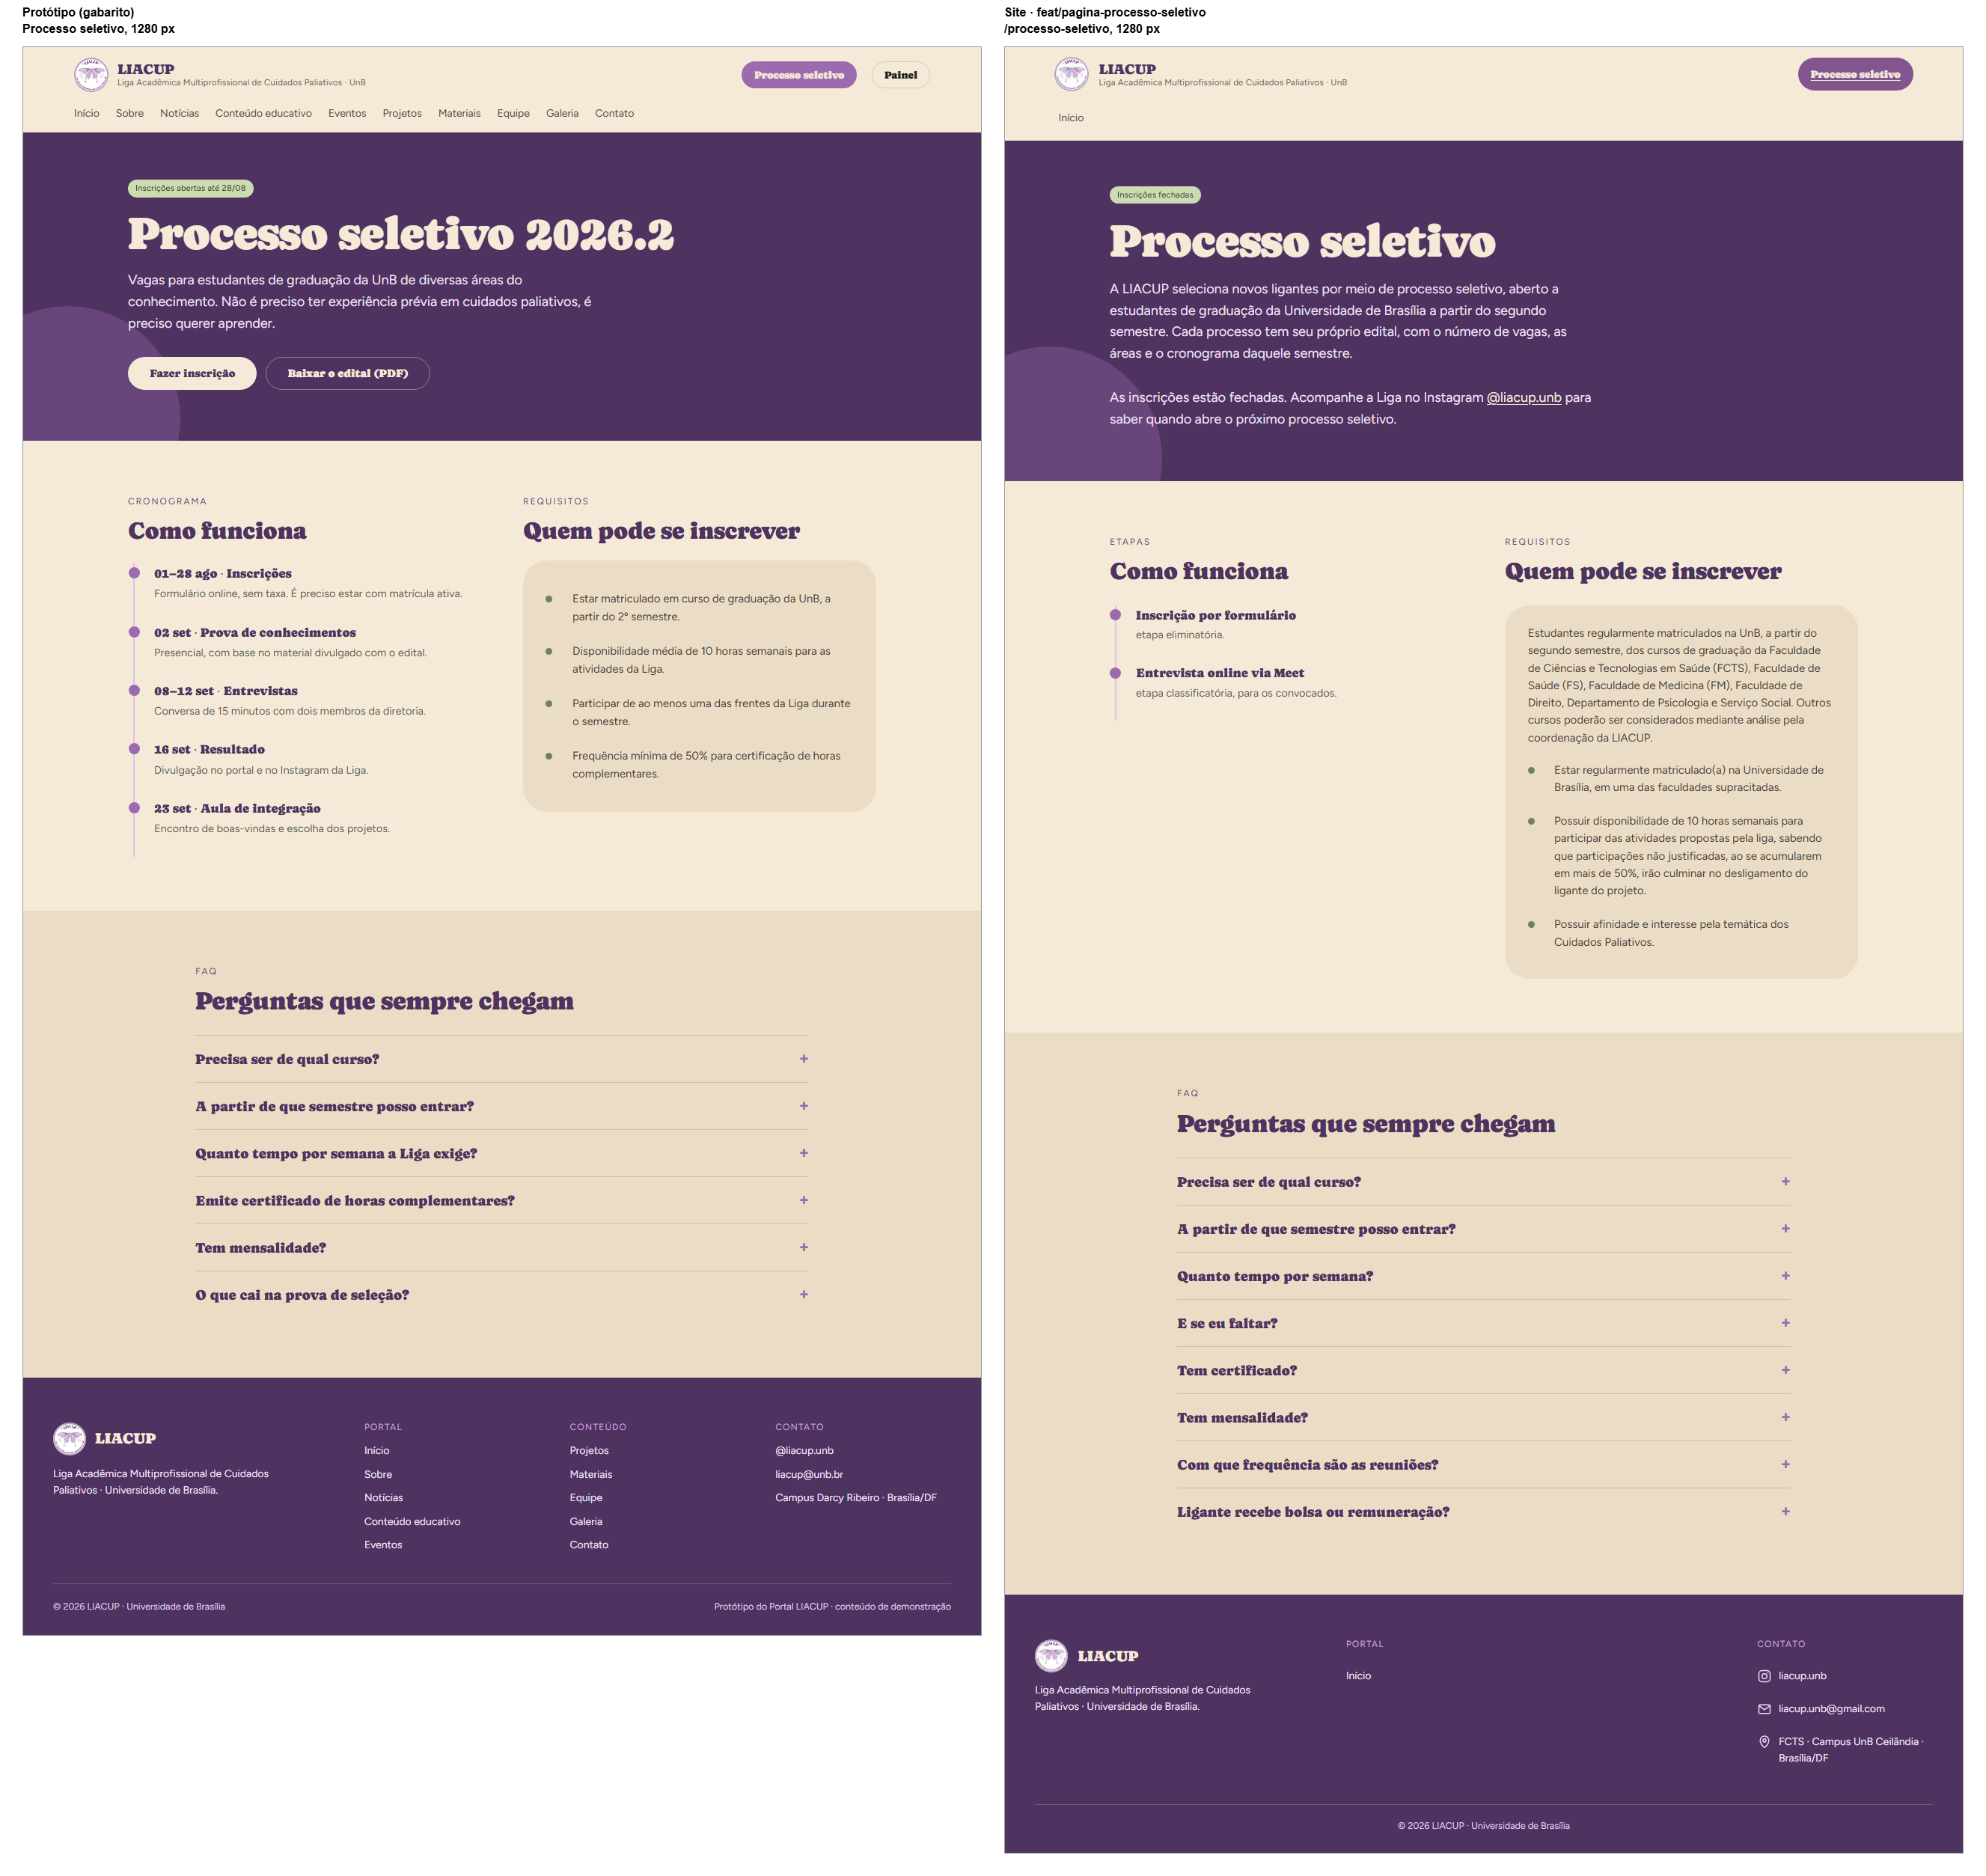 Protótipo (gabarito)
Processo seletivo, 1280 px
LIACUP
Liga Acadêmica Multiprofissional de Cuidados Paliativos · UnB
Processo seletivo
Painel
Início
Sobre
Notícias
Conteúdo educativo
Eventos
Projetos
Materiais
Equipe
Galeria
Contato
Inscrições abertas até 28/08
Processo seletivo 2026.2
Vagas para estudantes de graduação da UnB de diversas áreas do
conhecimento. Não é preciso ter experiência prévia em cuidados paliativos, é
preciso querer aprender.
Fazer inscrição
Baixar o edital (PDF)
CRONOGRAMA
Como funciona
01–28 ago · Inscrições
Formulário online, sem taxa. É preciso estar com matrícula ativa.
02 set · Prova de conhecimentos
Presencial, com base no material divulgado com o edital.
08–12 set · Entrevistas
Conversa de 15 minutos com dois membros da diretoria.
16 set · Resultado
Divulgação no portal e no Instagram da Liga.
23 set · Aula de integração
Encontro de boas-vindas e escolha dos projetos.
REQUISITOS
Quem pode se inscrever
Estar matriculado em curso de graduação da UnB, a
partir do 2º semestre.
Disponibilidade média de 10 horas semanais para as
atividades da Liga.
Participar de ao menos uma das frentes da Liga durante
o semestre.
Frequência mínima de 50% para certificação de horas
complementares.
FAQ
Perguntas que sempre chegam
Precisa ser de qual curso? +
A partir de que semestre posso entrar? +
Quanto tempo por semana a Liga exige? +
Emite certificado de horas complementares? +
Tem mensalidade? +
O que cai na prova de seleção? +
LIACUP
Liga Acadêmica Multiprofissional de Cuidados
Paliativos · Universidade de Brasília.
PORTAL
Início
Sobre
Notícias
Conteúdo educativo
Eventos
CONTEÚDO
Projetos
Materiais
Equipe
Galeria
Contato
CONTATO
@liacup.unb
liacup@unb.br
Campus Darcy Ribeiro · Brasília/DF
© 2026 LIACUP · Universidade de Brasília
Protótipo do Portal LIACUP · conteúdo de demonstração
Site · feat/pagina-processo-seletivo
/processo-seletivo, 1280 px
LIACUP
Liga Acadêmica Multiprofissional de Cuidados Paliativos · UnB
Processo seletivo
Início
Inscrições fechadas
Processo seletivo
A LIACUP seleciona novos ligantes por meio de processo seletivo, aberto a
estudantes de graduação da Universidade de Brasília a partir do segundo
semestre. Cada processo tem seu próprio edital, com o número de vagas, as
áreas e o cronograma daquele semestre.
As inscrições estão fechadas. Acompanhe a Liga no Instagram @liacup.unb para
saber quando abre o próximo processo seletivo.
ETAPAS
Como funciona
Inscrição por formulário
etapa eliminatória.
Entrevista online via Meet
etapa classificatória, para os convocados.
REQUISITOS
Quem pode se inscrever
Estudantes regularmente matriculados na UnB, a partir do
segundo semestre, dos cursos de graduação da Faculdade
de Ciências e Tecnologias em Saúde (FCTS), Faculdade de
Saúde (FS), Faculdade de Medicina (FM), Faculdade de
Direito, Departamento de Psicologia e Serviço Social. Outros
cursos poderão ser considerados mediante análise pela
coordenação da LIACUP.
Estar regularmente matriculado(a) na Universidade de
Brasília, em uma das faculdades supracitadas.
Possuir disponibilidade de 10 horas semanais para
participar das atividades propostas pela liga, sabendo
que participações não justificadas, ao se acumularem
em mais de 50%, irão culminar no desligamento do
ligante do projeto.
Possuir afinidade e interesse pela temática dos
Cuidados Paliativos.
FAQ
Perguntas que sempre chegam
Precisa ser de qual curso? +
A partir de que semestre posso entrar? +
Quanto tempo por semana? +
E se eu faltar? +
Tem certificado? +
Tem mensalidade? +
Com que frequência são as reuniões? +
Ligante recebe bolsa ou remuneração? +
LIACUP
Liga Acadêmica Multiprofissional de Cuidados
Paliativos · Universidade de Brasília.
PORTAL
Início
CONTATO
liacup.unb
liacup.unb@gmail.com
FCTS · Campus UnB Ceilândia ·
Brasília/DF
© 2026 LIACUP · Universidade de Brasília